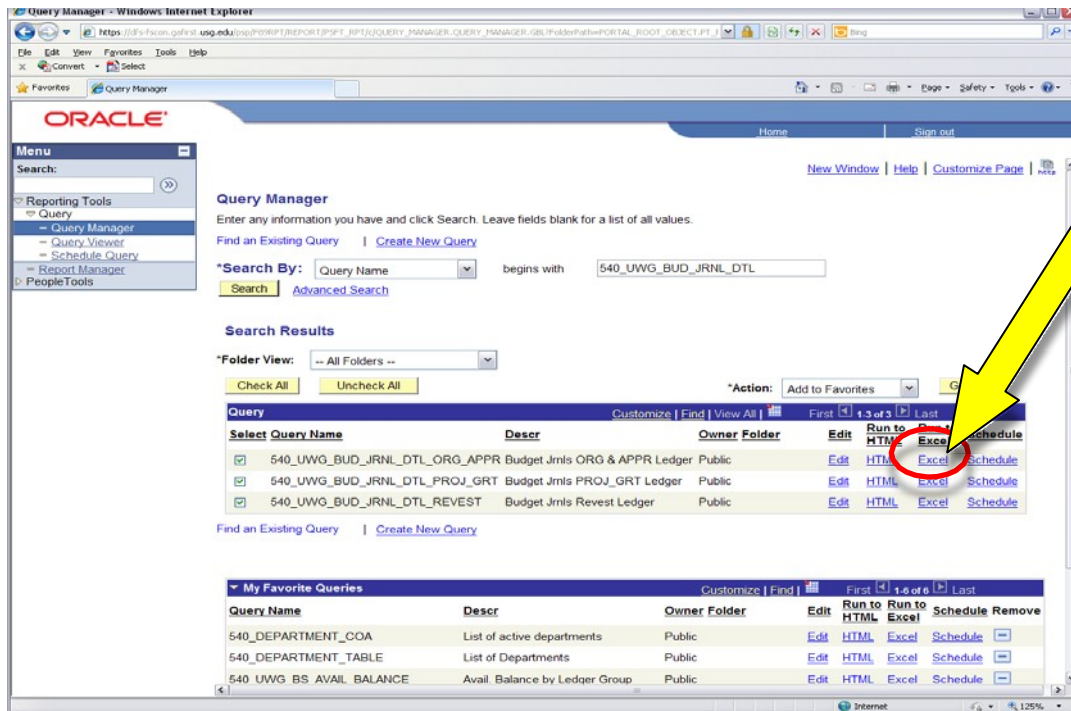 Query Manager - Windows Internet Explorer
File Edit View Favorites Tools Help
Convert Select
Favorites Query Manager Page Safety Tools
ORACLE
Home Sign out
Menu
Search:
New Window | Help | Customize Page |
Reporting Tools
Query
Query Manager
Query Viewer
Schedule Query
Report Manager
PeopleTools
Query Manager
Enter any information you have and click Search. Leave fields blank for a list of all values.
Find an Existing Query | Create New Query
*Search By: Query Name begins with 540_UWG_BUD_JRNL_DTL
Search Advanced Search
Search Results
*Folder View: -- All Folders --
Check All Uncheck All *Action: Add to Favorites
Query Customize | Find | View All | First 1-3 of 3 Last
Select Query Name Descr Owner Folder Edit Run to HTML Excel Schedule
540_UWG_BUD_JRNL_DTL_ORG_APPR Budget Jrnls ORG & APPR Ledger Public Edit HTML Excel Schedule
540_UWG_BUD_JRNL_DTL_PROJ_GRT Budget Jrnls PROJ_GRT Ledger Public Edit HTML Excel Schedule
540_UWG_BUD_JRNL_DTL_REVEST Budget Jrnls Revest Ledger Public Edit HTML Excel Schedule
Find an Existing Query | Create New Query
My Favorite Queries Customize | Find | First 1-6 of 6 Last
Query Name Descr Owner Folder Edit Run to HTML Run to Excel Schedule Remove
540_DEPARTMENT_COA List of active departments Public Edit HTML Excel Schedule
540_DEPARTMENT_TABLE List of Departments Public Edit HTML Excel Schedule
540_UWG_BS_AVAIL_BALANCE Avail. Balance by Ledger Group Public Edit HTML Excel Schedule
Internet 125%